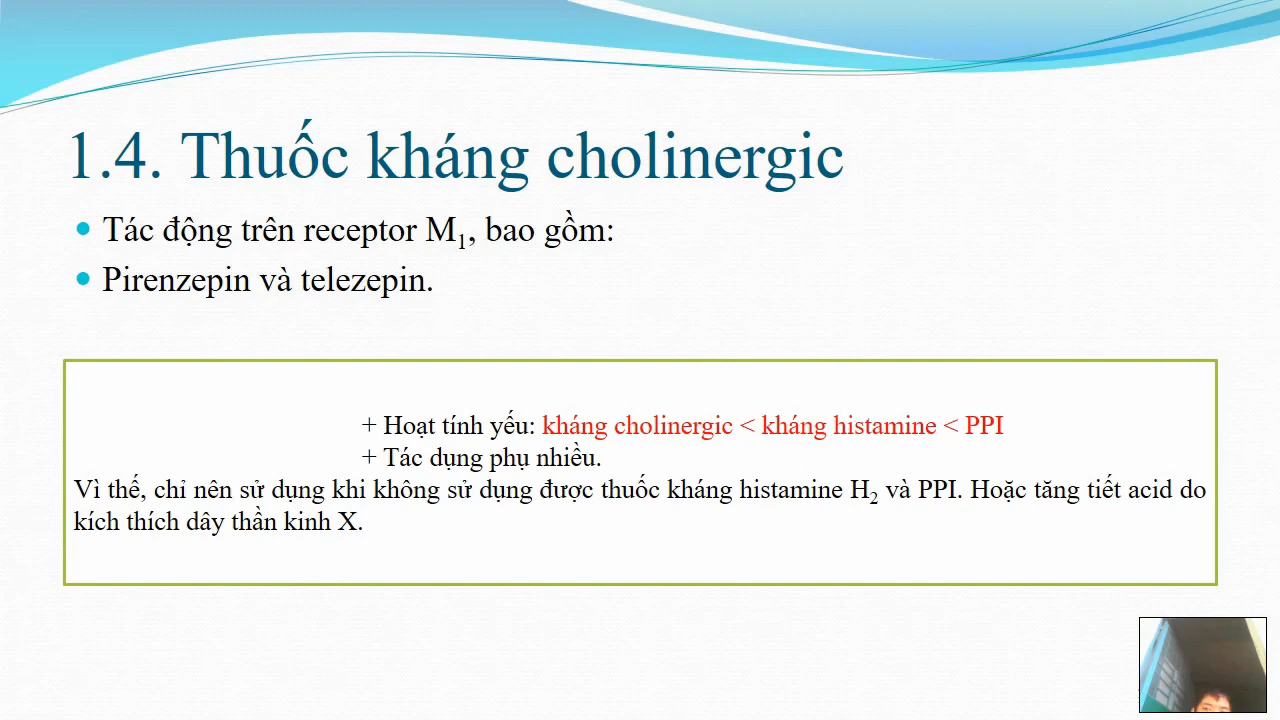 1.4. Thuốc kháng cholinergic
• Tác động trên receptor M₁, bao gồm:
• Pirenzepin và telezepin.
+ Hoạt tính yếu: kháng cholinergic < kháng histamine < PPI
+ Tác dụng phụ nhiều.
Vì thế, chỉ nên sử dụng khi không sử dụng được thuốc kháng histamine H₂ và PPI. Hoặc tăng tiết acid do
kích thích dây thần kinh X.